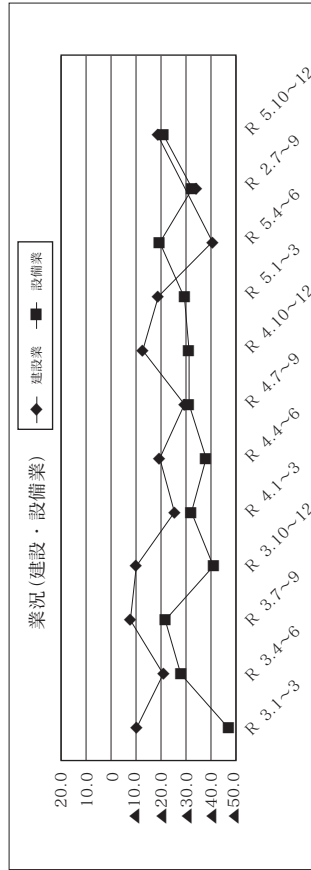 業況（建設・設備業）
建設業
設備業
20.0
10.0
0
▲10.0
▲20.0
▲30.0
▲40.0
▲50.0
R 3.1～3
R 3.4～6
R 3.7～9
R 3.10～12
R 4.1～3
R 4.4～6
R 4.7～9
R 4.10～12
R 5.1～3
R 5.4～6
R 2.7～9
R 5.10～12